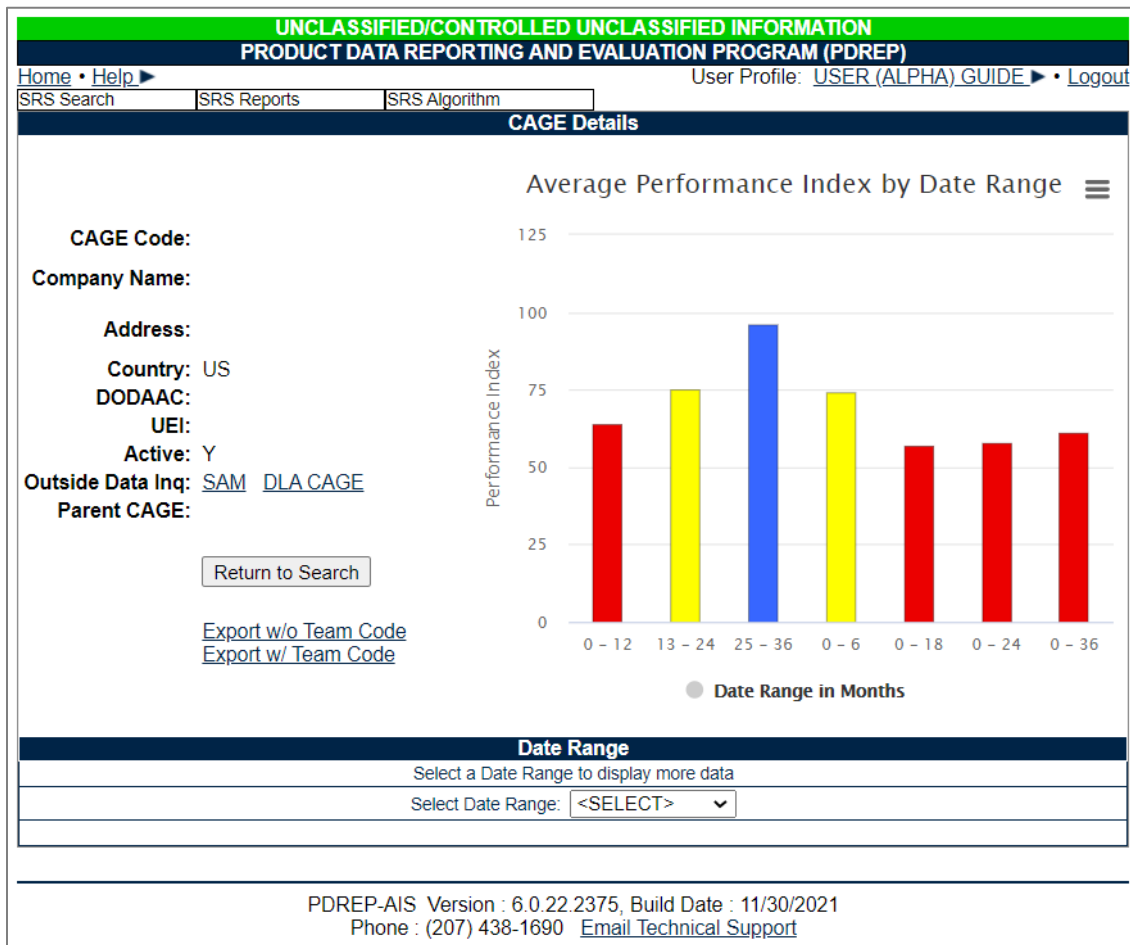 UNCLASSIFIED/CONTROLLED UNCLASSIFIED INFORMATION
PRODUCT DATA REPORTING AND EVALUATION PROGRAM (PDREP)
Home • Help ▶ User Profile: USER (ALPHA) GUIDE ▶ • Logout
SRS Search SRS Reports SRS Algorithm
CAGE Details
CAGE Code:
Company Name:
Address:
Country: US
DODAAC:
UEI:
Active: Y
Outside Data Inq: SAM DLA CAGE
Parent CAGE:
Return to Search
Export w/o Team Code
Export w/ Team Code
Average Performance Index by Date Range
Performance Index
125
100
75
50
25
0
0 – 12 13 – 24 25 – 36 0 – 6 0 – 18 0 – 24 0 – 36
Date Range in Months
Date Range
Select a Date Range to display more data
Select Date Range: <SELECT>
PDREP-AIS Version : 6.0.22.2375, Build Date : 11/30/2021
Phone : (207) 438-1690 Email Technical Support